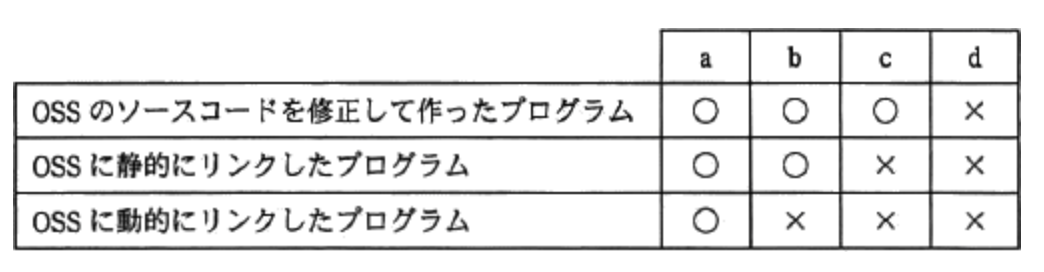 a b c d
OSS のソースコードを修正して作ったプログラム ○ ○ ○ ×
OSS に静的にリンクしたプログラム ○ ○ × ×
OSS に動的にリンクしたプログラム ○ × × ×